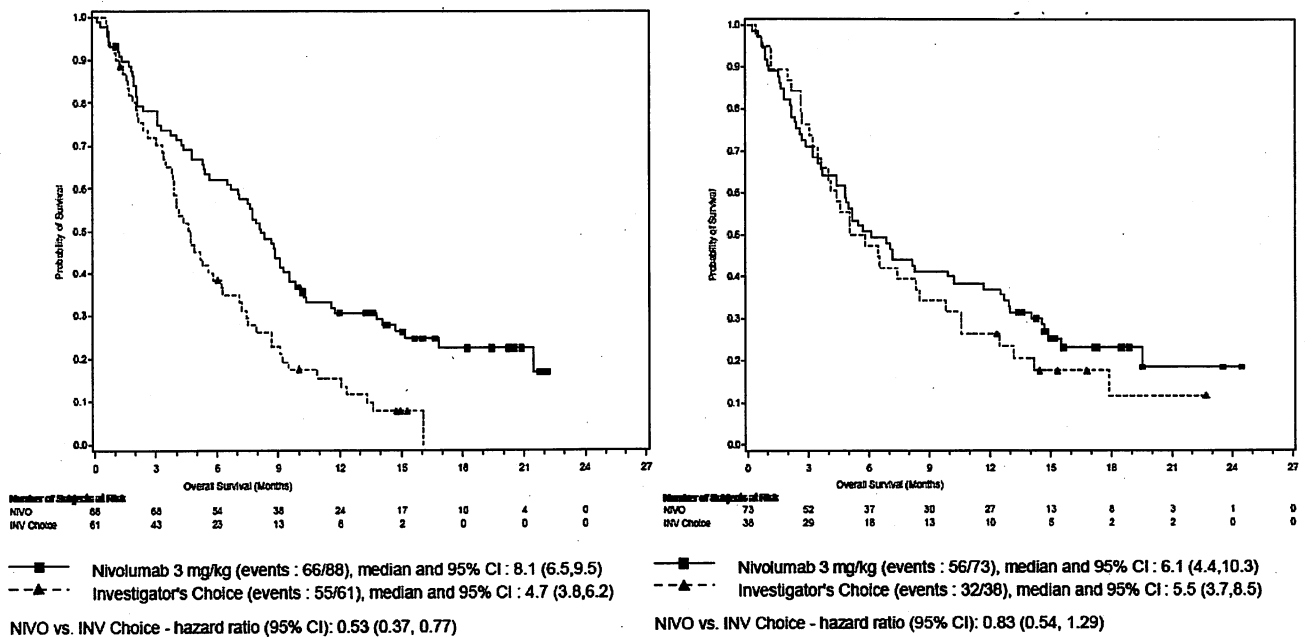 1.0
0.9
0.8
0.7
0.6
0.5
0.4
0.3
0.2
0.1
0.0
Probability of Survival
0 3 6 9 12 15 18 21 24 27
Overall Survival (Months)
Number of Subjects at Risk
NIVO 88 68 54 38 24 17 10 4 0
INV Choice 61 43 23 13 6 2 0 0 0
Nivolumab 3 mg/kg (events : 66/88), median and 95% CI : 8.1 (6.5,9.5)
Investigator's Choice (events : 55/61), median and 95% CI : 4.7 (3.8,6.2)
NIVO vs. INV Choice - hazard ratio (95% CI): 0.53 (0.37, 0.77)
1.0
0.9
0.8
0.7
0.6
0.5
0.4
0.3
0.2
0.1
0.0
Probability of Survival
0 3 6 9 12 15 18 21 24 27
Overall Survival (Months)
Number of Subjects at Risk
NIVO 73 52 37 30 27 13 8 3 1 0
INV Choice 38 29 18 13 10 5 2 2 0 0
Nivolumab 3 mg/kg (events : 56/73), median and 95% CI : 6.1 (4.4,10.3)
Investigator's Choice (events : 32/38), median and 95% CI : 5.5 (3.7,8.5)
NIVO vs. INV Choice - hazard ratio (95% CI): 0.83 (0.54, 1.29)